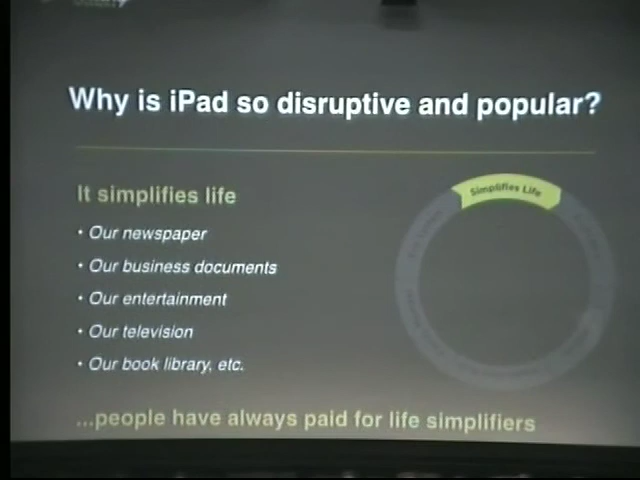 Why is iPad so disruptive and popular?
It simplifies life
Simplifies Life
• Our newspaper
• Our business documents
• Our entertainment
• Our television
• Our book library, etc.
...people have always paid for life simplifiers